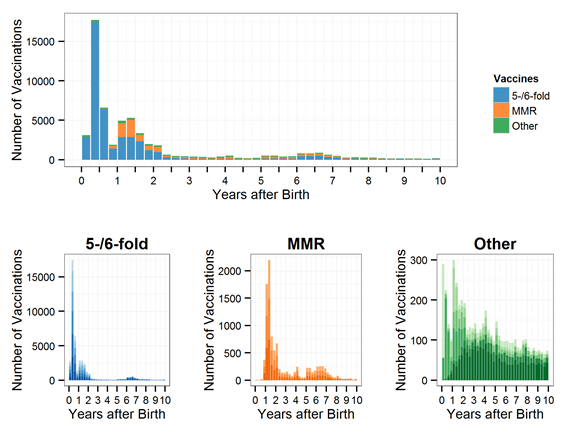 Number of Vaccinations
15000
10000
5000
0
0 1 2 3 4 5 6 7 8 9 10
Years after Birth
Vaccines
5-/6-fold
MMR
Other
5-/6-fold
Number of Vaccinations
15000
10000
5000
0
0 1 2 3 4 5 6 7 8 9 10
Years after Birth
MMR
Number of Vaccinations
2000
1500
1000
500
0
0 1 2 3 4 5 6 7 8 9 10
Years after Birth
Other
Number of Vaccinations
300
200
100
0
0 1 2 3 4 5 6 7 8 9 10
Years after Birth